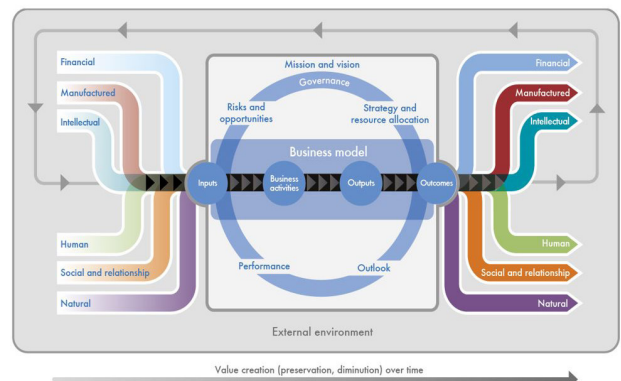 Financial
Manufactured
Intellectual
Human
Social and relationship
Natural
Mission and vision
Governance
Risks and
opportunities
Strategy and
resource allocation
Business model
Inputs
Business
activities
Outputs
Outcomes
Performance
Outlook
Financial
Manufactured
Intellectual
Human
Social and relationship
Natural
External environment
Value creation (preservation, diminution) over time